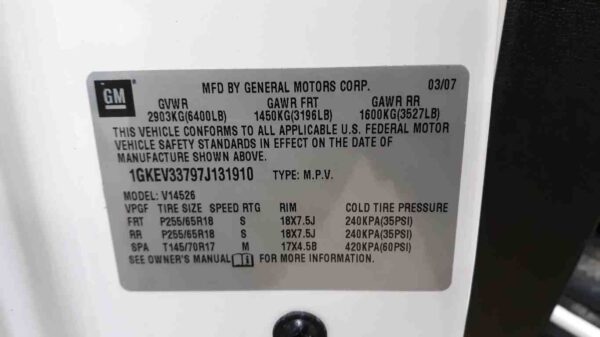 GM
MFD BY GENERAL MOTORS CORP. 03/07
GVWR GAWR FRT GAWR RR
2903KG(6400LB) 1450KG(3196LB) 1600KG(3527LB)
THIS VEHICLE CONFORMS TO ALL APPLICABLE U.S. FEDERAL MOTOR
VEHICLE SAFETY STANDARDS IN EFFECT ON THE DATE OF
MANUFACTURE SHOWN ABOVE.
1GKEV33797J131910 TYPE: M.P.V.
MODEL: V14526
VPGF TIRE SIZE SPEED RTG RIM COLD TIRE PRESSURE
FRT P255/65R18 S 18X7.5J 240KPA(35PSI)
RR P255/65R18 S 18X7.5J 240KPA(35PSI)
SPA T145/70R17 M 17X4.5B 420KPA(60PSI)
SEE OWNER'S MANUAL FOR MORE INFORMATION